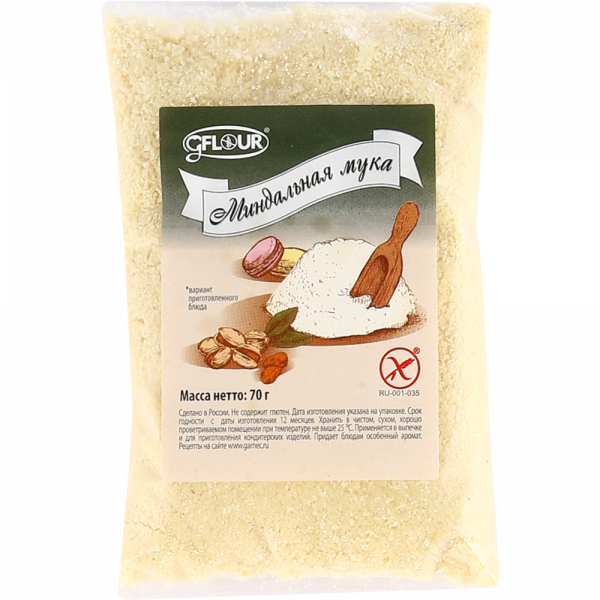 GFLOUR®
Миндальная мука
*вариант
приготовленного
блюда
®
RU-001-035
Масса нетто: 70 г
Сделано в России. Не содержит глютен. Дата изготовления указана на упаковке. Срок
годности с даты изготовления 12 месяцев. Хранить в чистом, сухом, хорошо
проветриваемом помещении при температуре не выше 25 °С. Применяется в выпечке
и для приготовления кондитерских изделий. Придает блюдам особенный аромат.
Рецепты на сайте www.garnec.ru